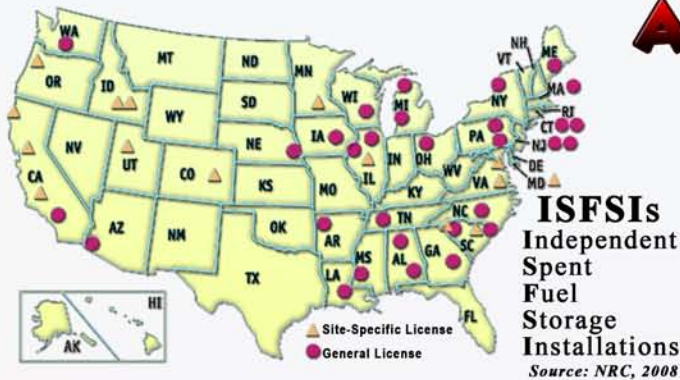 A
WA
MT
ND
MN
OR
ID
WY
SD
WI
MI
NY
VT
NH
ME
MA
RI
CT
NJ
DE
MD
PA
NV
UT
CO
NE
IA
IL
IN
OH
WV
VA
CA
AZ
NM
KS
MO
KY
OK
AR
TN
NC
SC
TX
LA
MS
AL
GA
FL
AK
HI
Site-Specific License
General License
ISFSIs
Independent
Spent
Fuel
Storage
Installations
Source: NRC, 2008